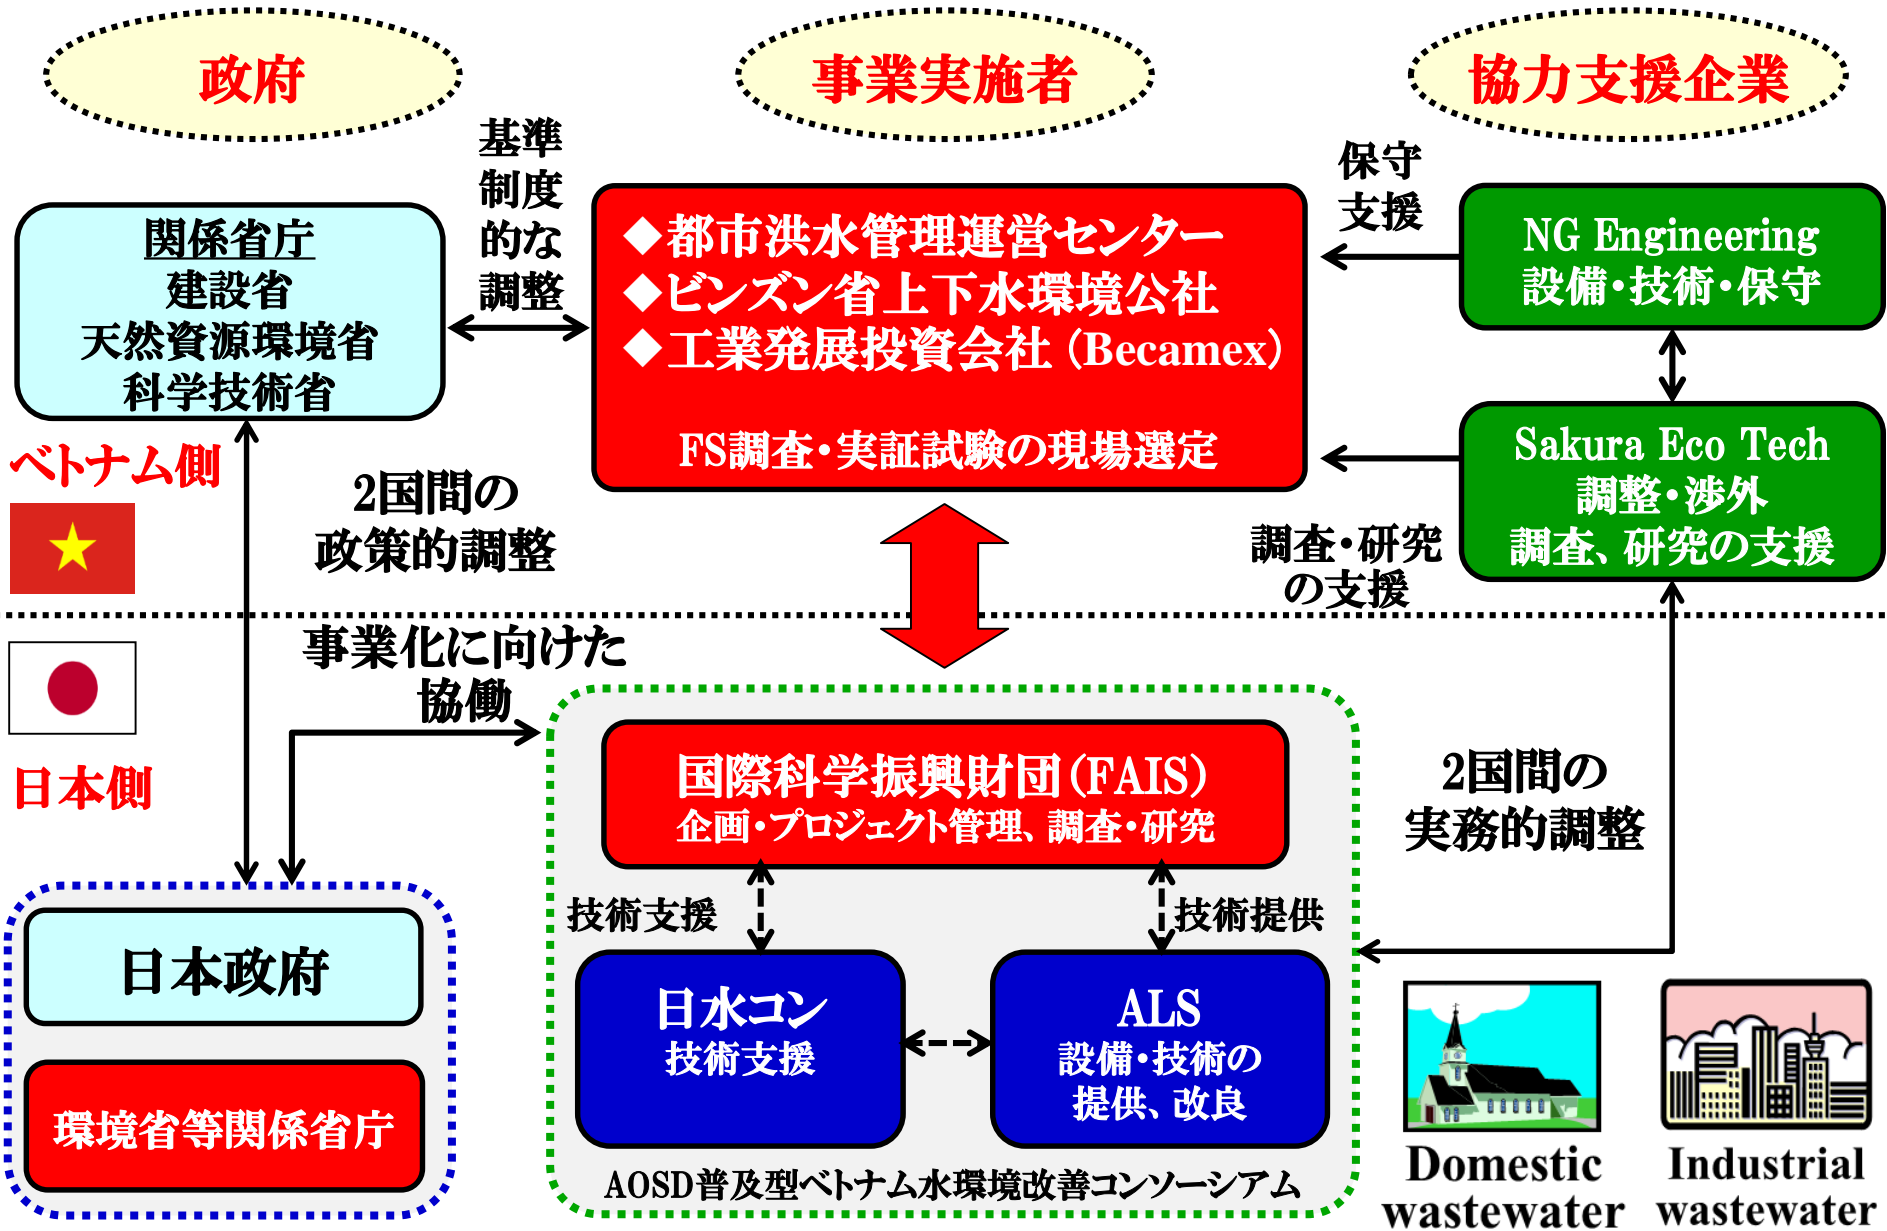 政府
事業実施者
協力支援企業
基準
制度
的な
調整
保守
支援
関係省庁
建設省
天然資源環境省
科学技術省
◆都市洪水管理運営センター
◆ビンズン省上下水環境公社
◆工業発展投資会社(Becamex)
FS調査・実証試験の現場選定
NG Engineering
設備・技術・保守
Sakura Eco Tech
調整・渉外
調査、研究の支援
ベトナム側
2国間の
政策的調整
調査・研究
の支援
事業化に向けた
協働
日本側
国際科学振興財団(FAIS)
企画・プロジェクト管理、調査・研究
2国間の
実務的調整
技術支援
技術提供
日本政府
環境省等関係省庁
日水コン
技術支援
ALS
設備・技術の
提供、改良
AOSD普及型ベトナム水環境改善コンソーシアム
Domestic
wastewater
Industrial
wastewater